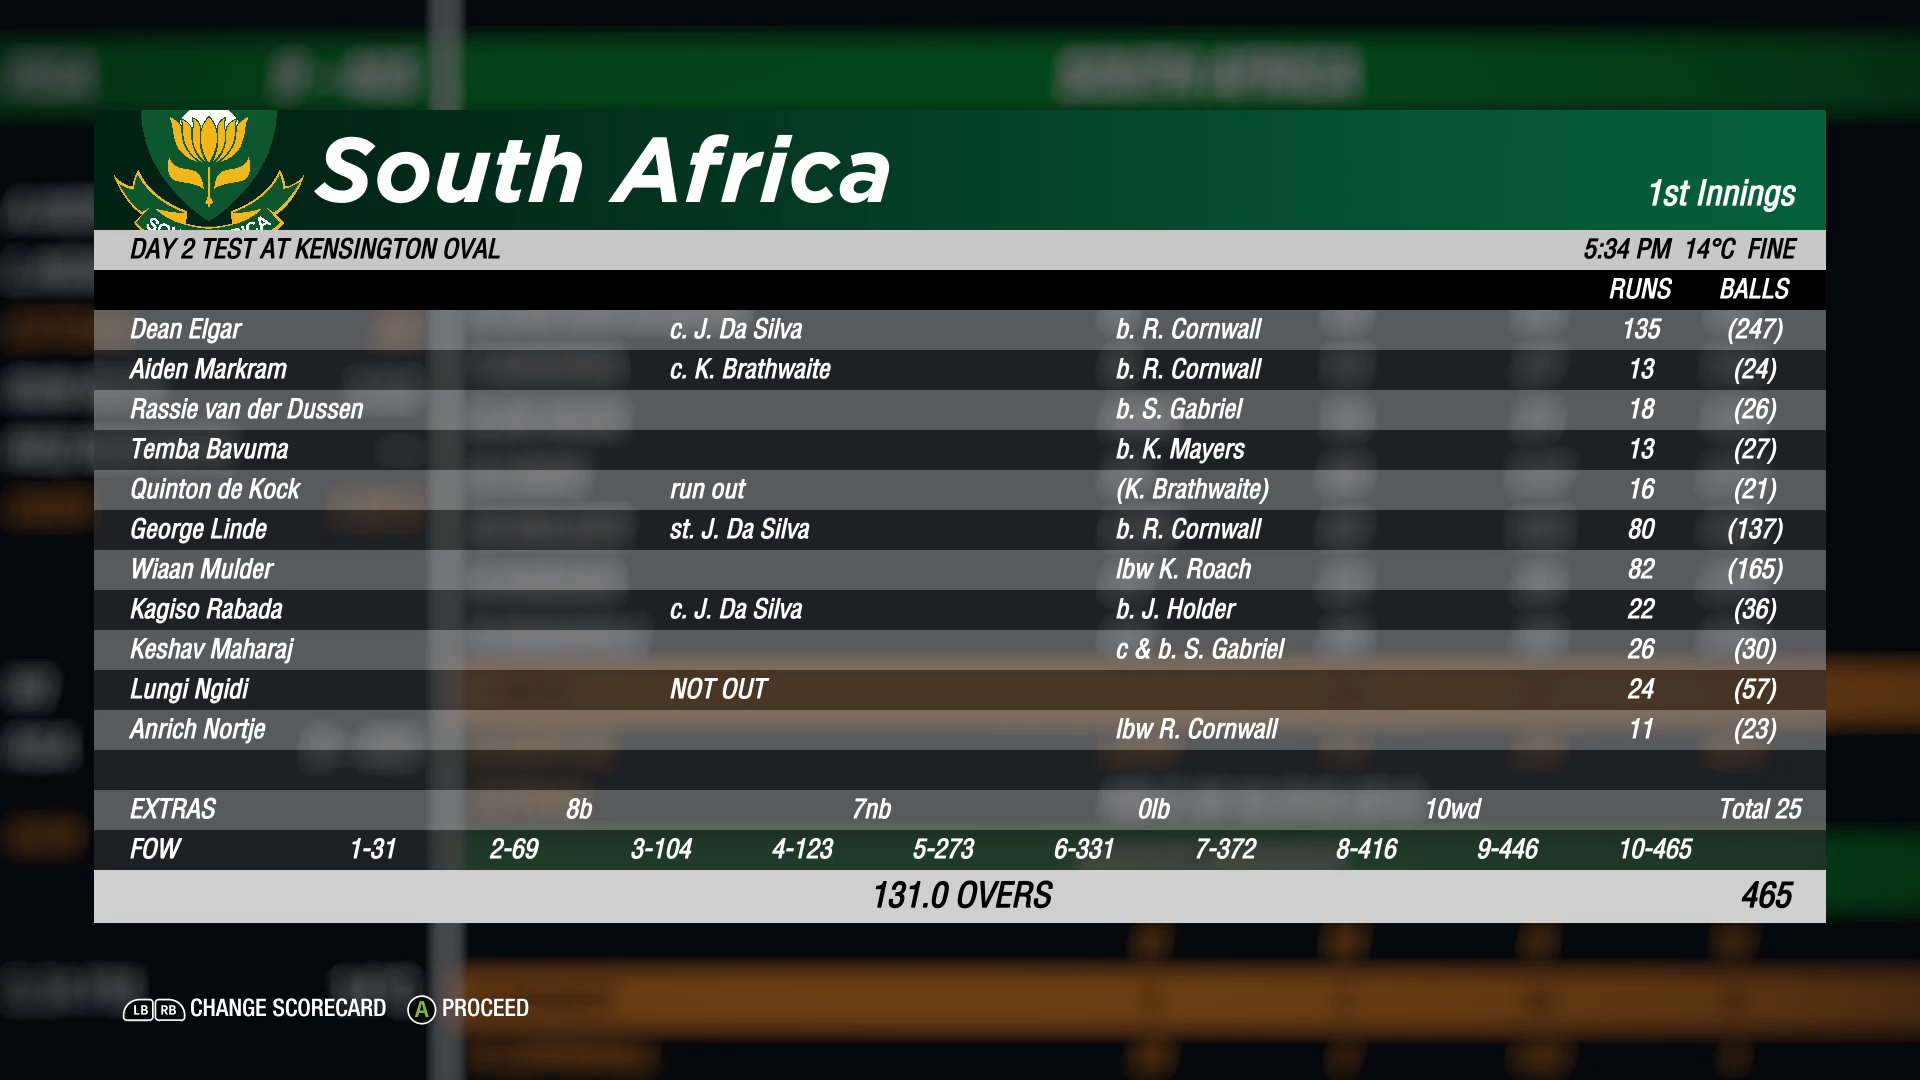 South Africa
1st Innings
DAY 2 TEST AT KENSINGTON OVAL 5:34 PM 14°C FINE
RUNS BALLS
Dean Elgar c. J. Da Silva b. R. Cornwall 135 (247)
Aiden Markram c. K. Brathwaite b. R. Cornwall 13 (24)
Rassie van der Dussen b. S. Gabriel 18 (26)
Temba Bavuma b. K. Mayers 13 (27)
Quinton de Kock run out (K. Brathwaite) 16 (21)
George Linde st. J. Da Silva b. R. Cornwall 80 (137)
Wiaan Mulder lbw K. Roach 82 (165)
Kagiso Rabada c. J. Da Silva b. J. Holder 22 (36)
Keshav Maharaj c & b. S. Gabriel 26 (30)
Lungi Ngidi NOT OUT 24 (57)
Anrich Nortje lbw R. Cornwall 11 (23)
EXTRAS 8b 7nb 0lb 10wd Total 25
FOW 1-31 2-69 3-104 4-123 5-273 6-331 7-372 8-416 9-446 10-465
131.0 OVERS 465
LB RB CHANGE SCORECARD A PROCEED